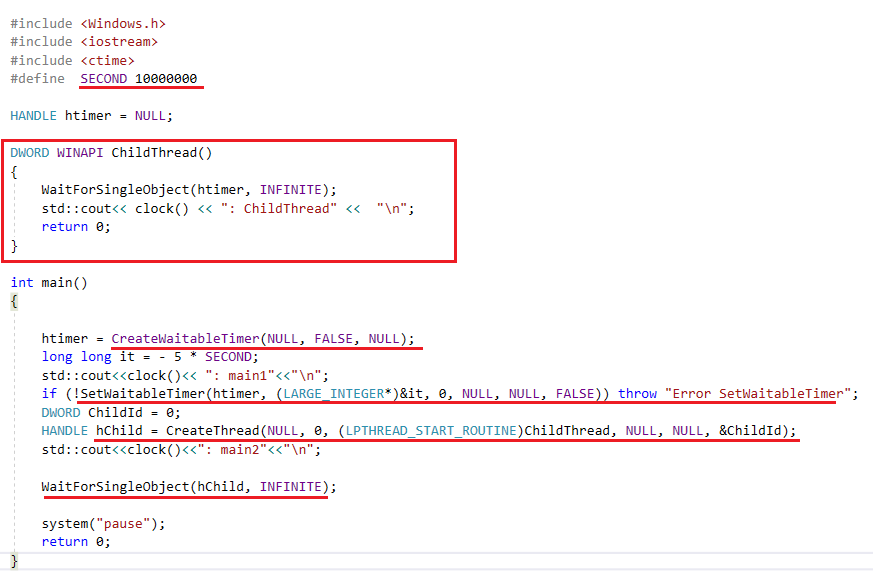 #include <Windows.h>
#include <iostream>
#include <ctime>
#define  SECOND 10000000
HANDLE htimer = NULL;
DWORD WINAPI ChildThread()
{
    WaitForSingleObject(htimer, INFINITE);
    std::cout<< clock() << ": ChildThread" <<  "\n";
    return 0;
}
int main()
{
    htimer = CreateWaitableTimer(NULL, FALSE, NULL);
    long long it = - 5 * SECOND;
    std::cout<<clock()<< ": main1"<<"\n";
    if (!SetWaitableTimer(htimer, (LARGE_INTEGER*)&it, 0, NULL, NULL, FALSE)) throw "Error SetWaitableTimer";
    DWORD ChildId = 0;
    HANDLE hChild = CreateThread(NULL, 0, (LPTHREAD_START_ROUTINE)ChildThread, NULL, NULL, &ChildId);
    std::cout<<clock()<<": main2"<<"\n";
    WaitForSingleObject(hChild, INFINITE);
    system("pause");
    return 0;
}